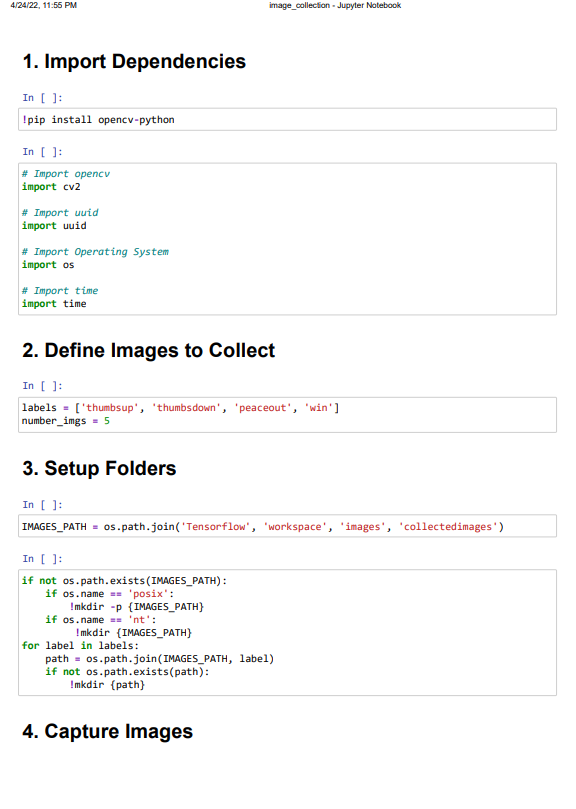 4/24/22, 11:55 PM image_collection - Jupyter Notebook
1. Import Dependencies
In [ ]:
!pip install opencv-python
In [ ]:
# Import opencv
import cv2
# Import uuid
import uuid
# Import Operating System
import os
# Import time
import time
2. Define Images to Collect
In [ ]:
labels = ['thumbsup', 'thumbsdown', 'peaceout', 'win']
number_imgs = 5
3. Setup Folders
In [ ]:
IMAGES_PATH = os.path.join('Tensorflow', 'workspace', 'images', 'collectedimages')
In [ ]:
if not os.path.exists(IMAGES_PATH):
    if os.name == 'posix':
        !mkdir -p {IMAGES_PATH}
    if os.name == 'nt':
         !mkdir {IMAGES_PATH}
for label in labels:
    path = os.path.join(IMAGES_PATH, label)
    if not os.path.exists(path):
        !mkdir {path}
4. Capture Images